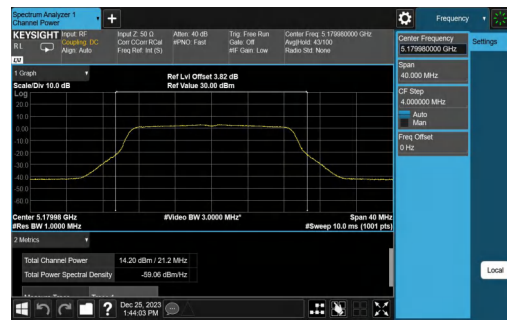 Spectrum Analyzer 1
Channel Power
+
Frequency
KEYSIGHT
R L
LXI
Input: RF
Coupling: DC
Align: Auto
Input Z: 50 Ω
Corr CCorr RCal
Freq Ref: Int (S)
Atten: 40 dB
#PNO: Fast
Trig: Free Run
Gate: Off
#IF Gain: Low
Center Freq: 5.179980000 GHz
Avg|Hold: 43/100
Radio Std: None
Center Frequency
5.179980000 GHz
Settings
Span
40.000 MHz
CF Step
4.000000 MHz
Auto
Man
Freq Offset
0 Hz
Local
1 Graph
Scale/Div 10.0 dB
Ref Lvl Offset 3.82 dB
Ref Value 30.00 dBm
Log
20.0
10.0
0.0
-10.0
-20.0
-30.0
-40.0
-50.0
-60.0
Center 5.17998 GHz
#Video BW 3.0000 MHz*
Span 40 MHz
#Res BW 1.0000 MHz
#Sweep 10.0 ms (1001 pts)
2 Metrics
Total Channel Power
14.20 dBm / 21.2 MHz
Total Power Spectral Density
-59.06 dBm/Hz
?
Dec 25, 2023
1:44:03 PM